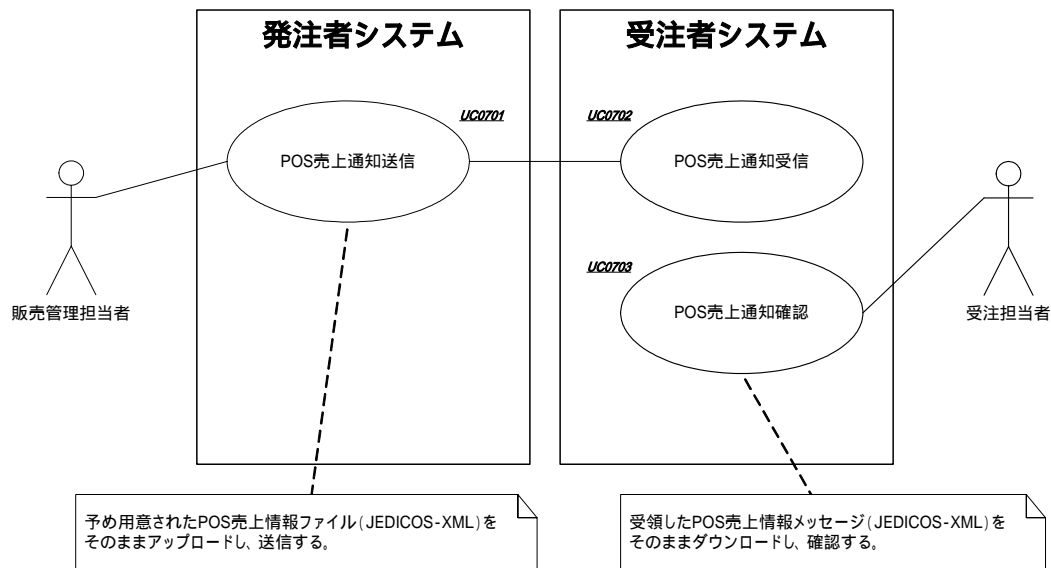 発注者システム
受注者システム
UC0701
UC0702
POS売上通知送信
POS売上通知受信
UC0703
POS売上通知確認
販売管理担当者
受注担当者
予め用意されたPOS売上情報ファイル(JEDICOS-XML)を
そのままアップロードし、送信する。
受領したPOS売上情報メッセージ(JEDICOS-XML)を
そのままダウンロードし、確認する。